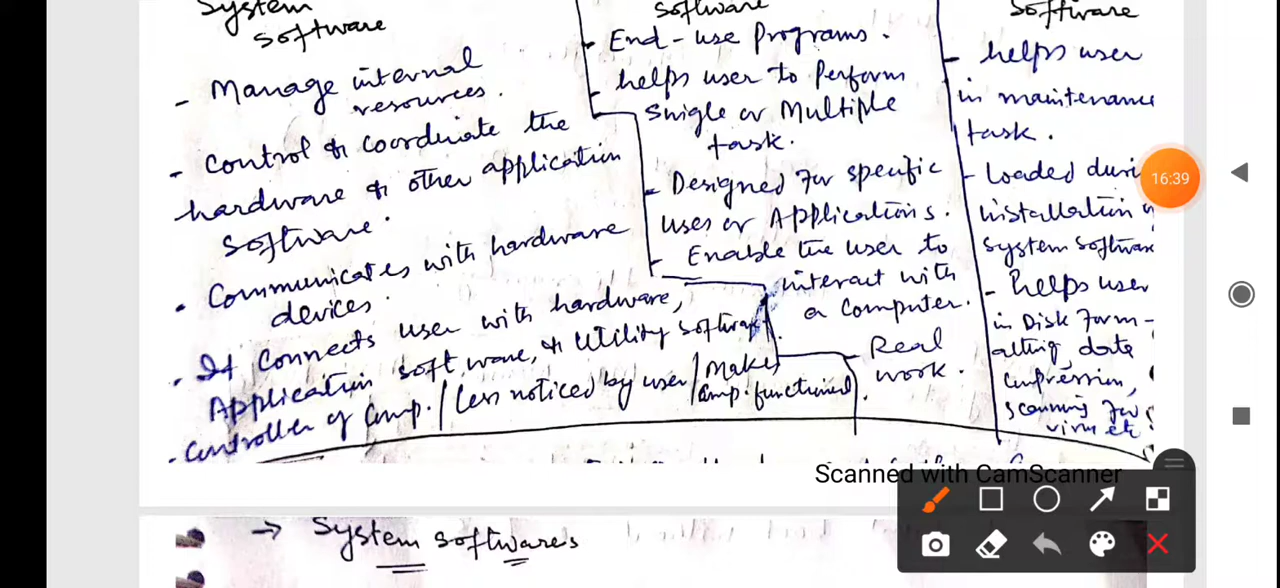 System
Software
- Manage internal
resources.
- Control & coordinate the
hardware & other application
Software.
- Communicates with hardware
devices.
- It Connects user with hardware,
Application software, & Utility Software.
- Controller of Comp. / Less noticed by user / Makes
Comp. functional.
Software
- End-use Programs.
- helps user to Perform
Single or Multiple
task.
- Designed for specific
uses or Applications.
- Enable the user to
interact with
a Computer.
- Real
work.
Software
- helps user
in maintenance
task.
- Loaded duri
installation
System Software
- helps user
in Disk Form-
atting, data
Compression,
scanning for
virus etc.
16:39
Scanned with CamScanner
→ System Softwares